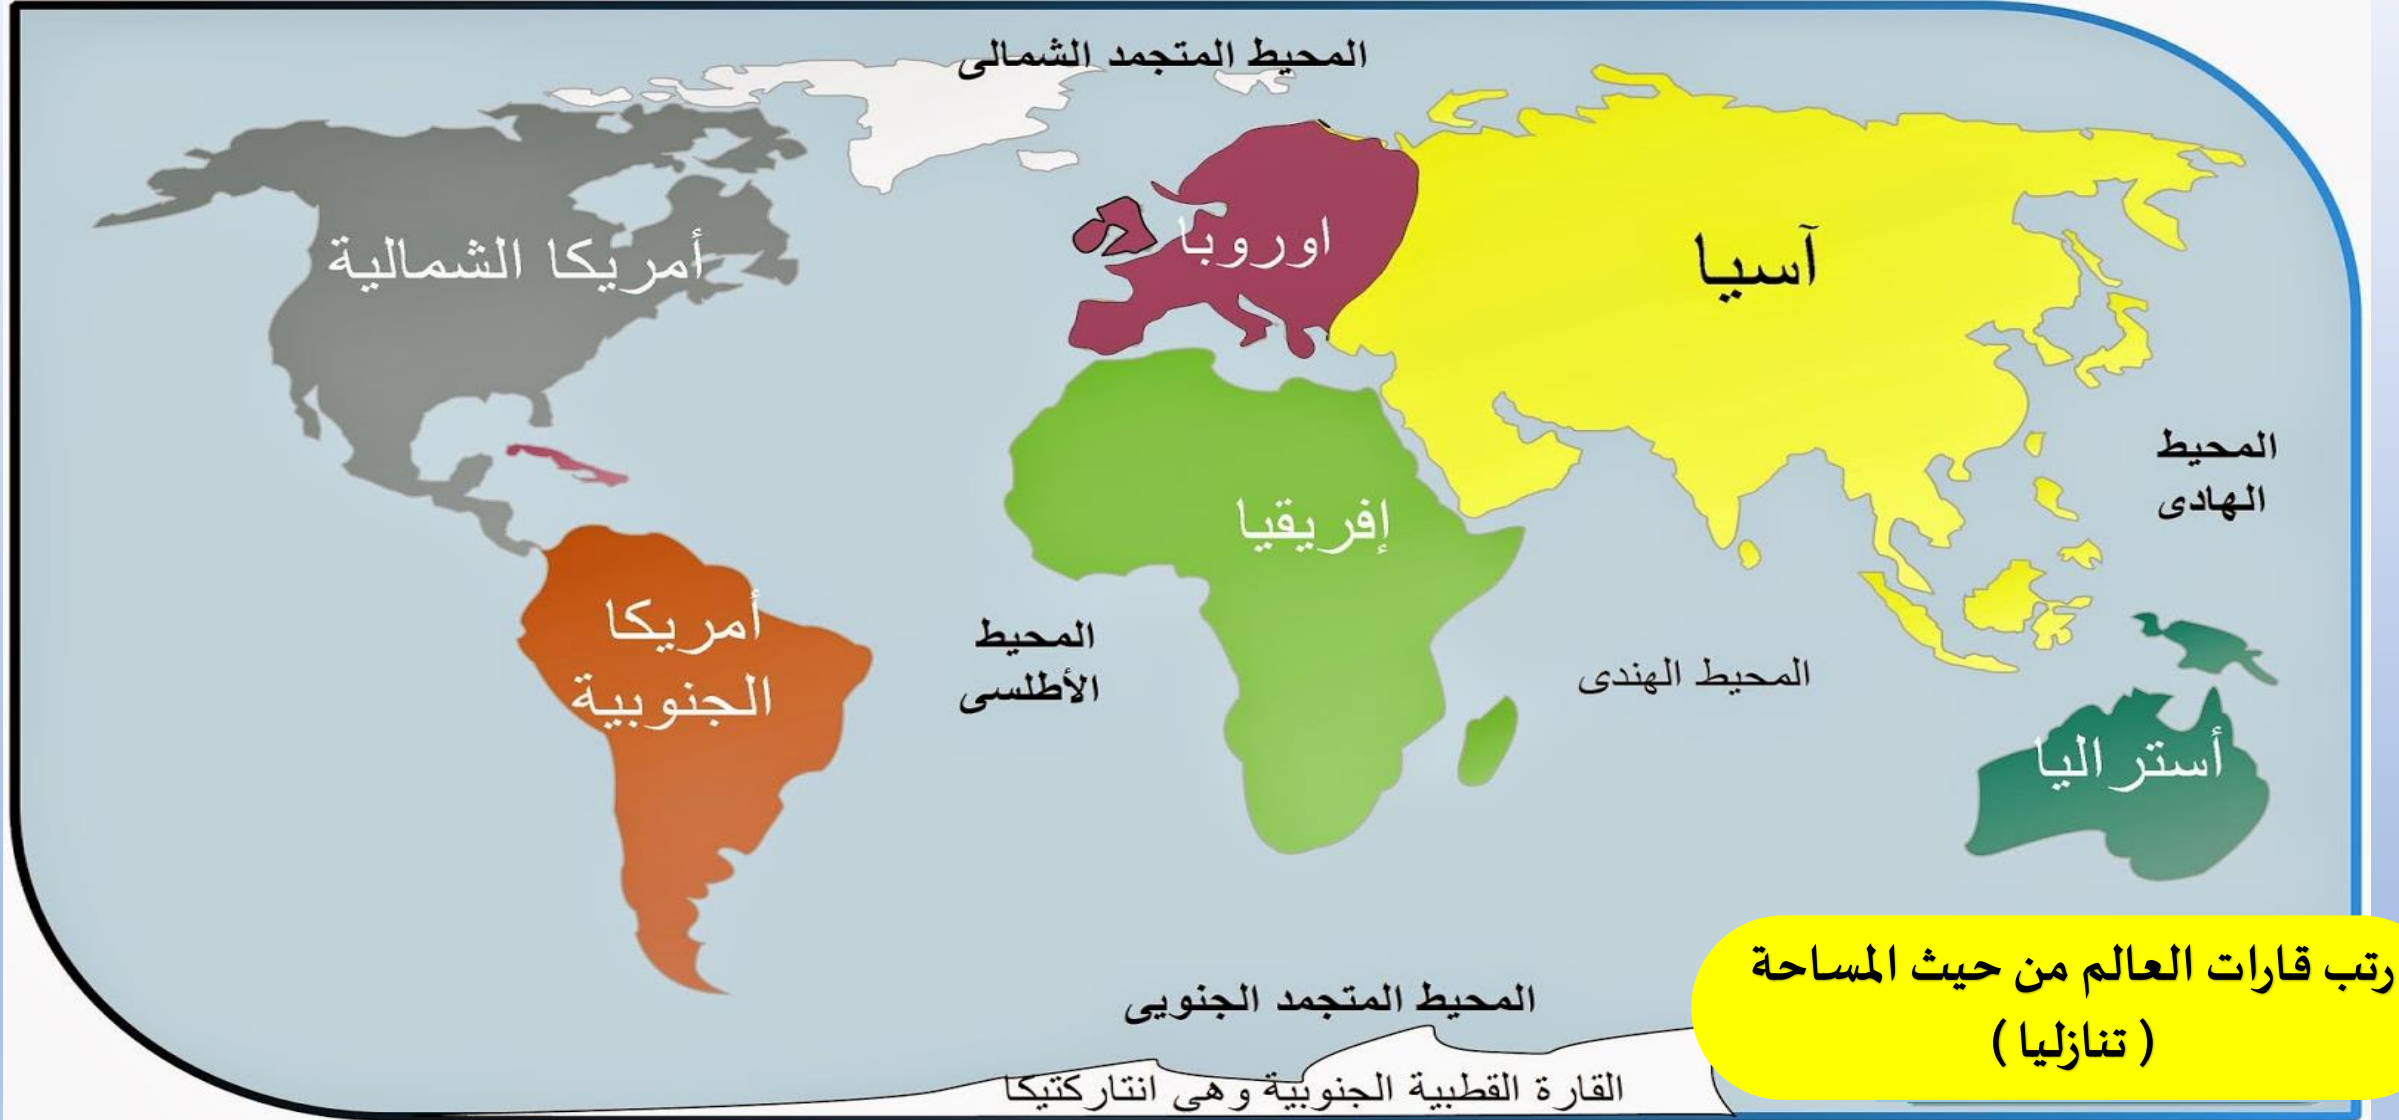 المحيط المتجمد الشمالى
أمريكا الشمالية
اوروبا
آسيا
المحيط
الهادى
إفريقيا
أمريكا
الجنوبية
المحيط
الأطلسى
المحيط الهندى
أستراليا
المحيط المتجمد الجنوبى
القارة القطبية الجنوبية وهى انتاركتيكا
رتب قارات العالم من حيث المساحة
( تنازليا )